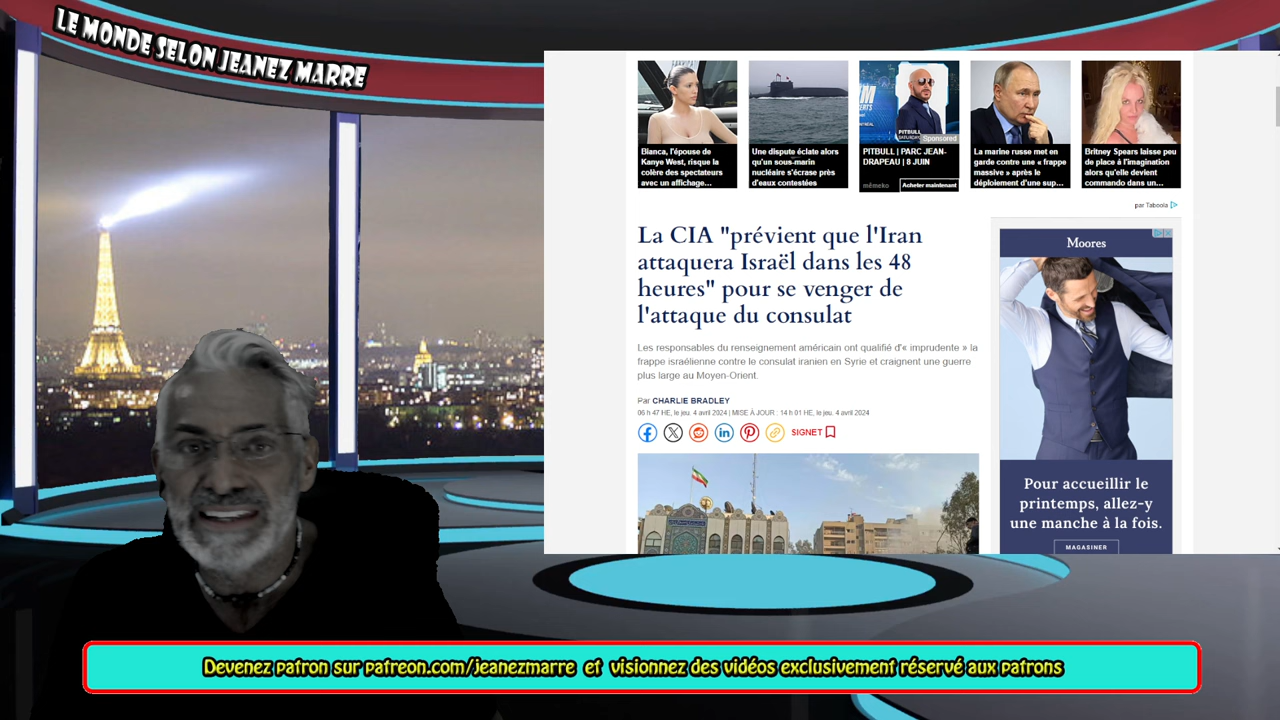 LE MONDE SELON JEANEZ MARRE
Bianca, l'épouse de
Kanye West, risque la
colère des spectateurs
avec un affichage...
Une dispute éclate alors
qu'un sous-marin
nucléaire s'écrase près
d'eaux contestées
PITBULL
Sponsored
PITBULL | PARC JEAN-
DRAPEAU | 8 JUIN
mēmeko
Acheter maintenant
La marine russe met en
garde contre une « frappe
massive » après le
déploiement d'une sup...
Britney Spears laisse peu
de place á l'imagination
alors qu'elle devient
commando dans un...
par Taboola
La CIA "prévient que l'Iran
attaquera Israël dans les 48
heures" pour se venger de
l'attaque du consulat
Les responsables du renseignement américain ont qualifié d'« imprudente » la
frappe israélienne contre le consulat iranien en Syrie et craignent une guerre
plus large au Moyen-Orient.
Par CHARLIE BRADLEY
06 h 47 HE, le jeu. 4 avril 2024 | MISE À JOUR : 14 h 01 HE, le jeu. 4 avril 2024
SIGNET
Moores
Pour accueillir le
printemps, allez-y
une manche à la fois.
MAGASINER
Devenez patron sur patreon.com/jeanezmarre et visionnez des vidéos exclusivement réservé aux patrons